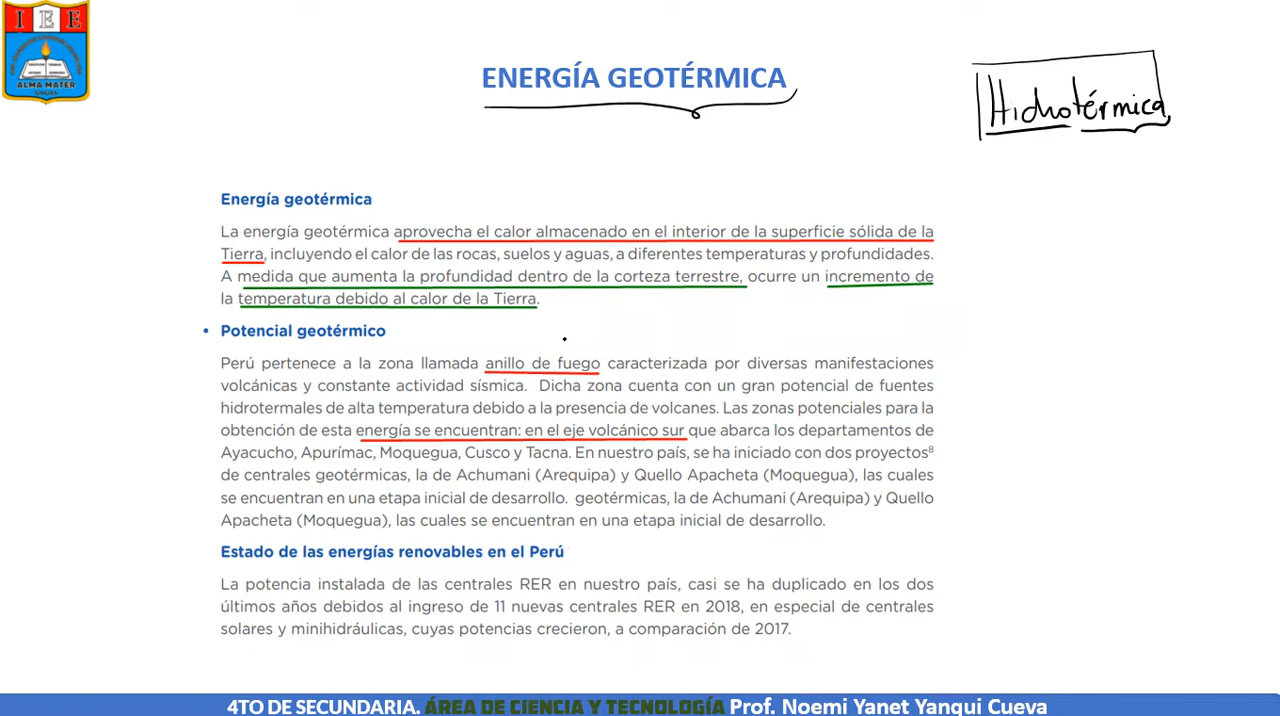 I E E
ALMA MATER
SIHUAS
ENERGÍA GEOTÉRMICA
Hidrotérmica
Energía geotérmica
La energía geotérmica aprovecha el calor almacenado en el interior de la superficie sólida de la
Tierra, incluyendo el calor de las rocas, suelos y aguas, a diferentes temperaturas y profundidades.
A medida que aumenta la profundidad dentro de la corteza terrestre, ocurre un incremento de
la temperatura debido al calor de la Tierra.
• Potencial geotérmico
Perú pertenece a la zona llamada anillo de fuego caracterizada por diversas manifestaciones
volcánicas y constante actividad sísmica. Dicha zona cuenta con un gran potencial de fuentes
hidrotermales de alta temperatura debido a la presencia de volcanes. Las zonas potenciales para la
obtención de esta energía se encuentran: en el eje volcánico sur que abarca los departamentos de
Ayacucho, Apurímac, Moquegua, Cusco y Tacna. En nuestro país, se ha iniciado con dos proyectos⁸
de centrales geotérmicas, la de Achumani (Arequipa) y Quello Apacheta (Moquegua), las cuales
se encuentran en una etapa inicial de desarrollo. geotérmicas, la de Achumani (Arequipa) y Quello
Apacheta (Moquegua), las cuales se encuentran en una etapa inicial de desarrollo.
Estado de las energías renovables en el Perú
La potencia instalada de las centrales RER en nuestro país, casi se ha duplicado en los dos
últimos años debidos al ingreso de 11 nuevas centrales RER en 2018, en especial de centrales
solares y minihidráulicas, cuyas potencias crecieron, a comparación de 2017.
4TO DE SECUNDARIA. ÁREA DE CIENCIA Y TECNOLOGÍA Prof. Noemi Yanet Yanqui Cueva